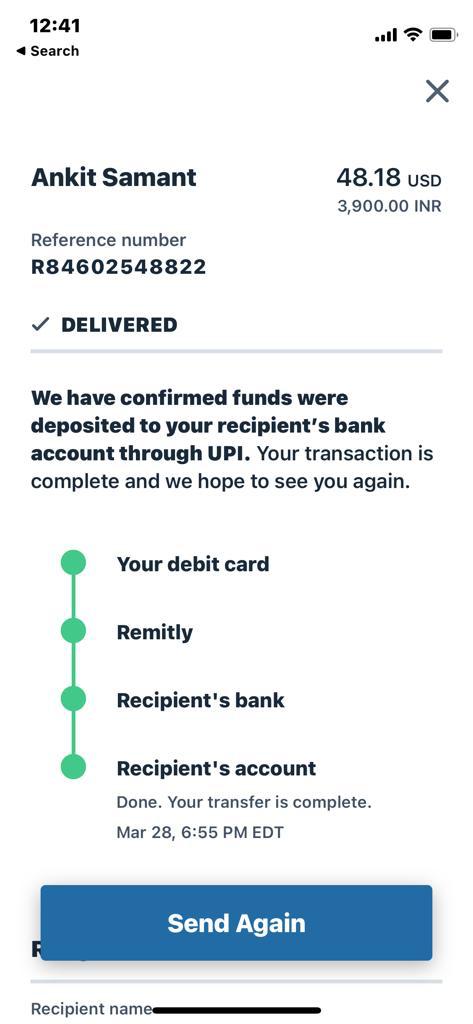 12:41
◀ Search
Ankit Samant
48.18 USD
3,900.00 INR
Reference number
R84602548822
DELIVERED
We have confirmed funds were
deposited to your recipient's bank
account through UPI. Your transaction is
complete and we hope to see you again.
Your debit card
Remitly
Recipient's bank
Recipient's account
Done. Your transfer is complete.
Mar 28, 6:55 PM EDT
Send Again
Recipient name